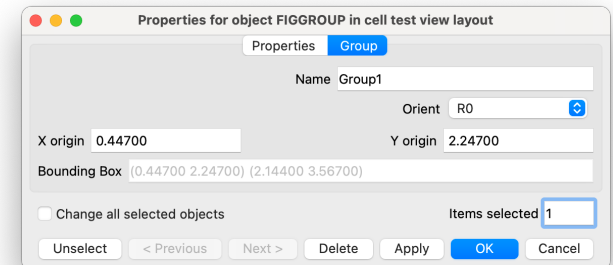 Properties for object FIGGROUP in cell test view layout
Properties Group
Name Group1
Orient R0
X origin 0.44700 Y origin 2.24700
Bounding Box (0.44700 2.24700) (2.14400 3.56700)
Change all selected objects Items selected 1
Unselect < Previous Next > Delete Apply OK Cancel